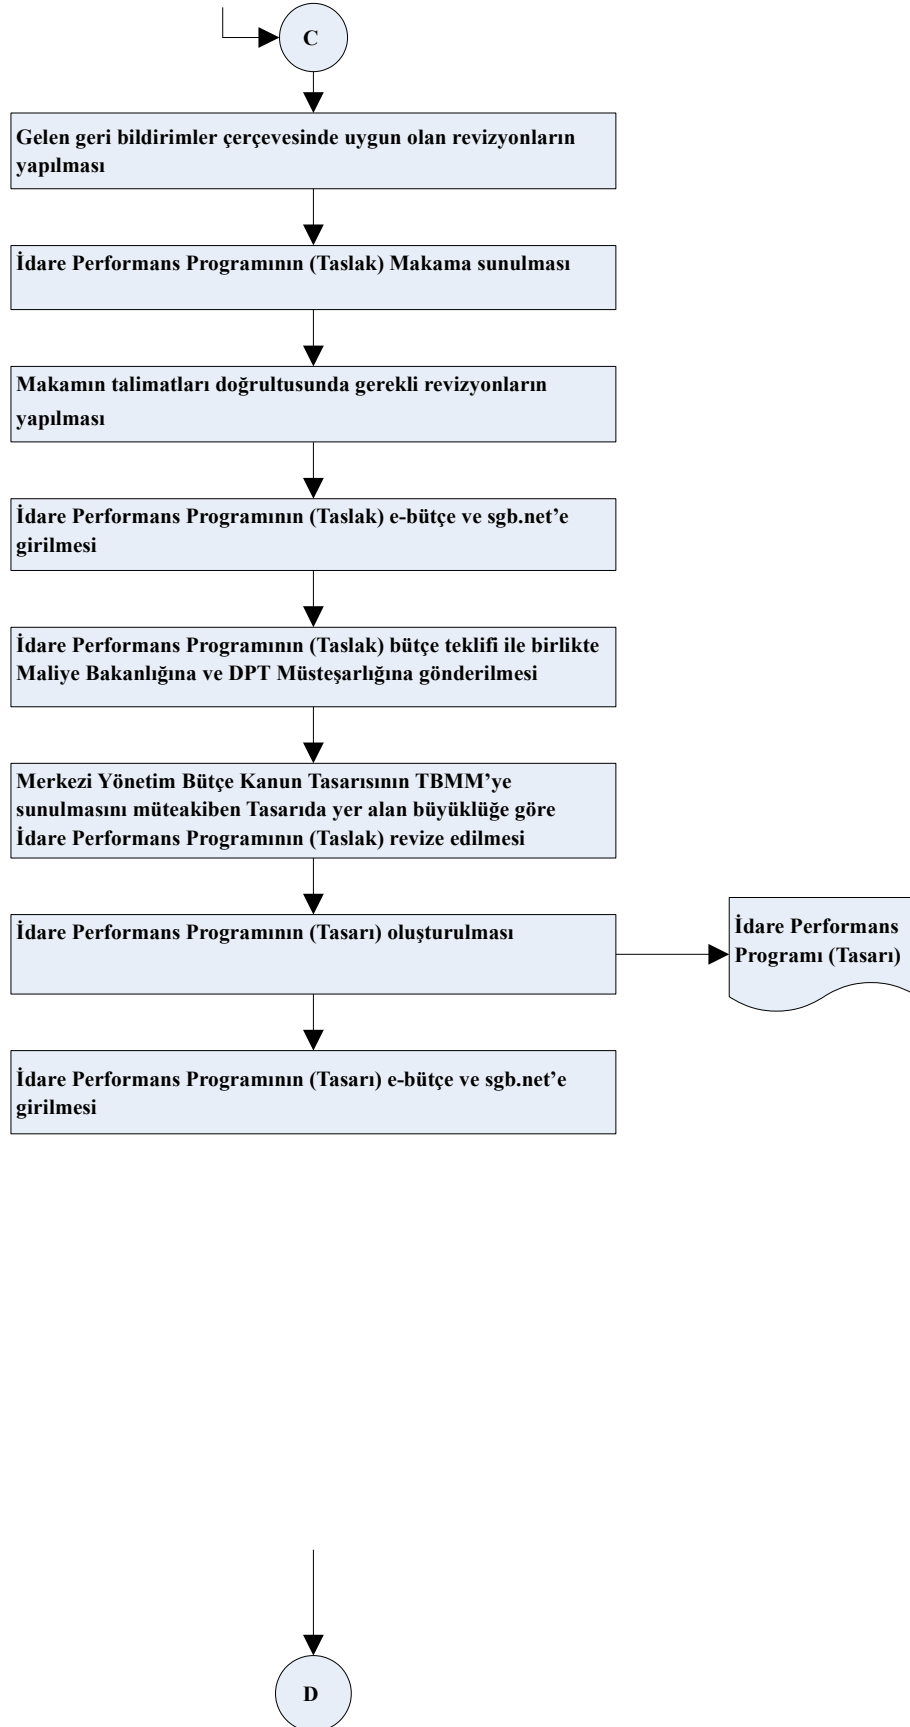 C
Gelen geri bildirimler çerçevesinde uygun olan revizyonların
yapılması
İdare Performans Programının (Taslak) Makama sunulması
Makamın talimatları doğrultusunda gerekli revizyonların
yapılması
İdare Performans Programının (Taslak) e-bütçe ve sgb.net’e
girilmesi
İdare Performans Programının (Taslak) bütçe teklifi ile birlikte
Maliye Bakanlığına ve DPT Müsteşarlığına gönderilmesi
Merkezi Yönetim Bütçe Kanun Tasarısının TBMM’ye
sunulmasını müteakiben Tasarıda yer alan büyüklüğe göre
İdare Performans Programının (Taslak) revize edilmesi
İdare Performans Programının (Tasarı) oluşturulması
İdare Performans
Programı (Tasarı)
İdare Performans Programının (Tasarı) e-bütçe ve sgb.net’e
girilmesi
D